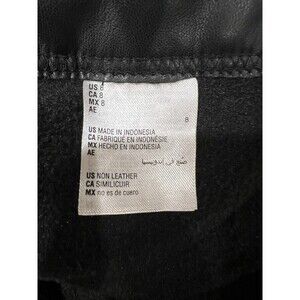 US 8
CA 8
MX 8
AE
8
US MADE IN INDONESIA
CA FABRIQUÉ EN INDONÉSIE
MX HECHO EN INDONESIA
AE
صنع في إندونيسيا
US NON LEATHER
CA SIMILICUIR
MX no es de cuero